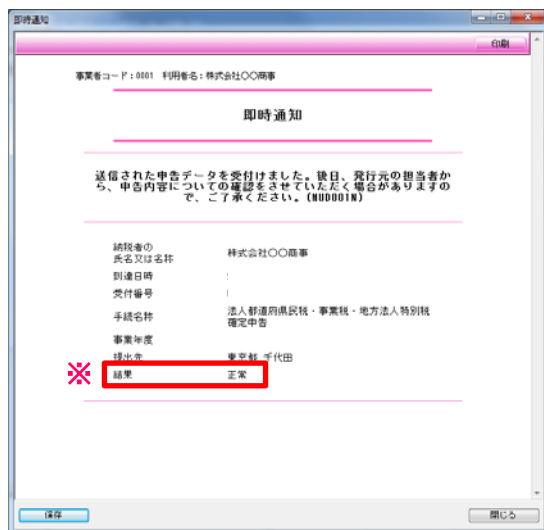 即時通知
印刷
事業者コード:0001 利用者名:株式会社○○商事
即時通知
送信された申告データを受付けました。後日、発行元の担当者か
ら、申告内容についての確認をさせていただく場合がありますの
で、ご了承ください。(MUD001N)
納税者の
氏名又は名称 株式会社○○商事
到達日時
受付番号
手続名称 法人都道府県民税・事業税・地方法人特別税
確定申告
事業年度
提出先 東京都 千代田
※ 結果 正常
保存 閉じる